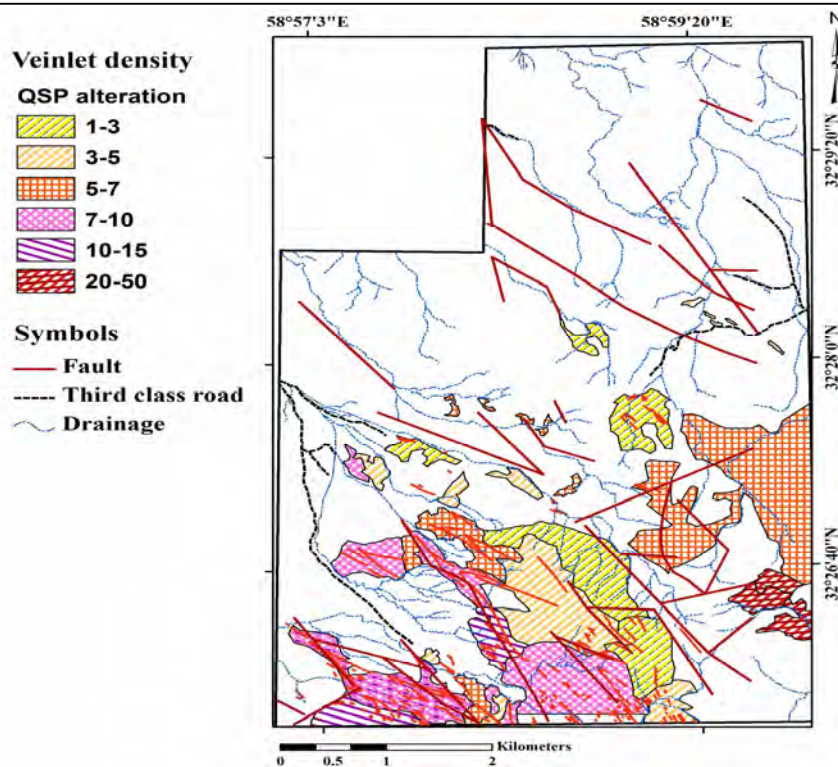 58°57'3"E
58°59'20"E
N
Veinlet density
QSP alteration
1-3
3-5
5-7
7-10
10-15
20-50
Symbols
Fault
Third class road
Drainage
32°29'20"N
32°28'0"N
32°26'40"N
Kilometers
0 0.5 1 2